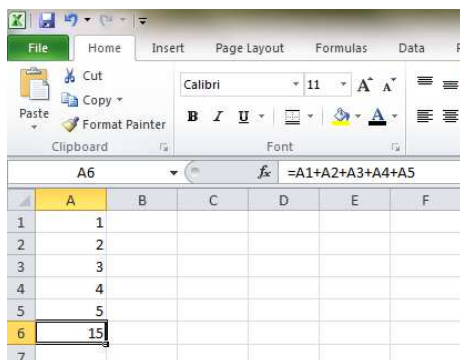 File Home Insert Page Layout Formulas Data
Cut
Copy
Format Painter
Paste
Calibri 11 A A
B I U A
Clipboard Font
A6 fx =A1+A2+A3+A4+A5
A B C D E F
1 1
2 2
3 3
4 4
5 5
6 15
7